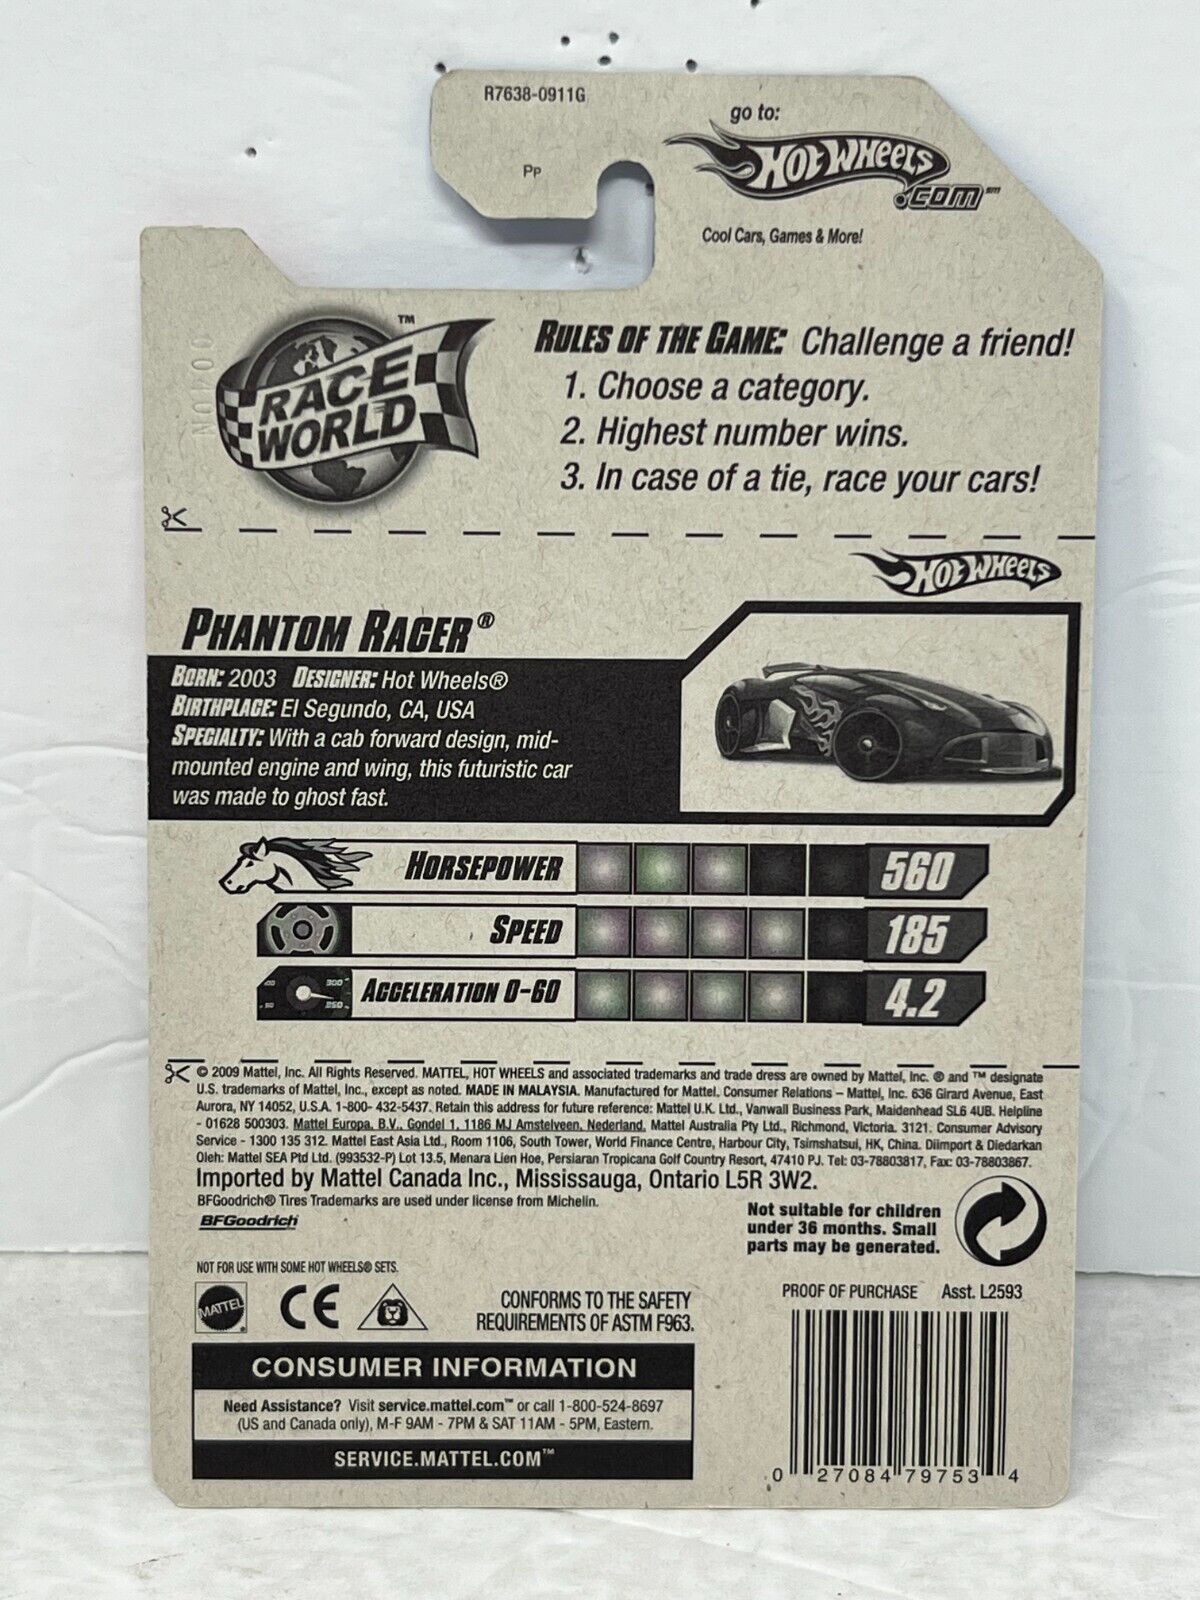 R7638-0911G
Pp
go to:
HOT WHEELS
.COM℠
Cool Cars, Games & More!
RACE ™
WORLD
RULES OF THE GAME: Challenge a friend!
1. Choose a category.
2. Highest number wins.
3. In case of a tie, race your cars!
HOT WHEELS
PHANTOM RACER®
BORN: 2003 DESIGNER: Hot Wheels®
BIRTHPLACE: El Segundo, CA, USA
SPECIALTY: With a cab forward design, mid-
mounted engine and wing, this futuristic car
was made to ghost fast.
HORSEPOWER 560
SPEED 185
ACCELERATION 0-60 4.2
© 2009 Mattel, Inc. All Rights Reserved. MATTEL, HOT WHEELS and associated trademarks and trade dress are owned by Mattel, Inc. ® and ™ designate
U.S. trademarks of Mattel, Inc., except as noted. MADE IN MALAYSIA. Manufactured for Mattel. Consumer Relations – Mattel, Inc. 636 Girard Avenue, East
Aurora, NY 14052, U.S.A. 1-800- 432-5437. Retain this address for future reference: Mattel U.K. Ltd., Vanwall Business Park, Maidenhead SL6 4UB. Helpline
- 01628 500303. Mattel Europa, B.V., Gondel 1, 1186 MJ Amstelveen, Nederland. Mattel Australia Pty Ltd., Richmond, Victoria. 3121. Consumer Advisory
Service - 1300 135 312. Mattel East Asia Ltd., Room 1106, South Tower, World Finance Centre, Harbour City, Tsimshatsui, HK, China. Diimport & Diedarkan
Oleh: Mattel SEA Ptd Ltd. (993532-P) Lot 13.5, Menara Lien Hoe, Persiaran Tropicana Golf Country Resort, 47410 PJ. Tel: 03-78803817, Fax: 03-78803867.
Imported by Mattel Canada Inc., Mississauga, Ontario L5R 3W2.
BFGoodrich® Tires Trademarks are used under license from Michelin.
BFGoodrich
Not suitable for children
under 36 months. Small
parts may be generated.
NOT FOR USE WITH SOME HOT WHEELS® SETS.
MATTEL ®
CE
CONFORMS TO THE SAFETY
REQUIREMENTS OF ASTM F963.
PROOF OF PURCHASE Asst. L2593
CONSUMER INFORMATION
Need Assistance? Visit service.mattel.com™ or call 1-800-524-8697
(US and Canada only), M-F 9AM - 7PM & SAT 11AM - 5PM, Eastern.
SERVICE.MATTEL.COM™
0 27084 79753 4